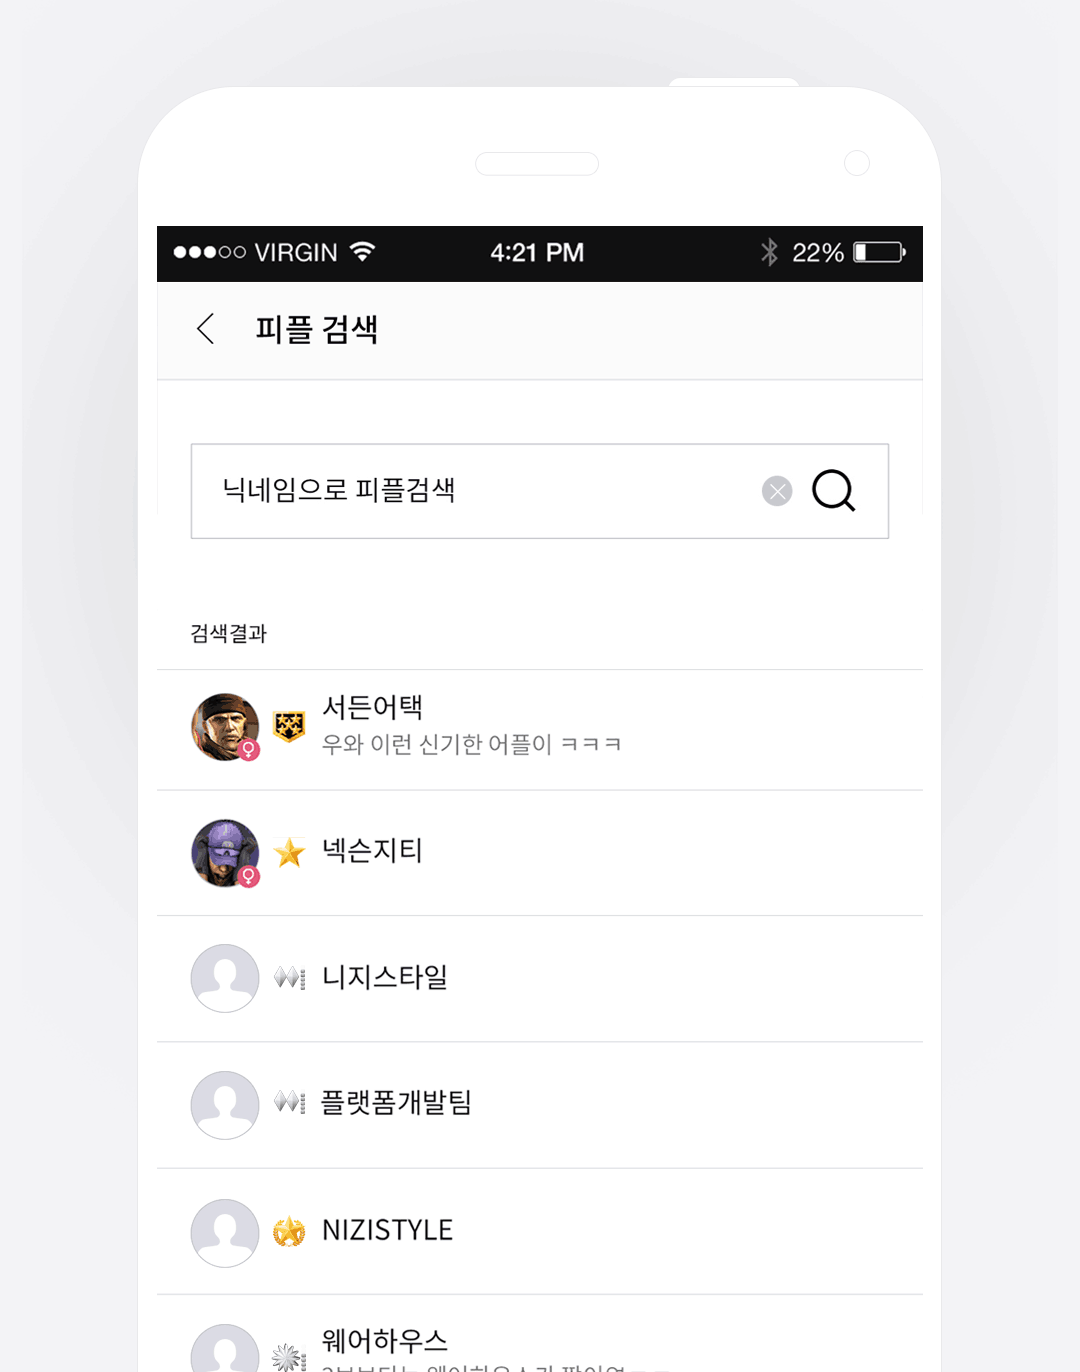 VIRGIN 4:21 PM 22%
피플 검색
닉네임으로 피플검색
검색결과
서든어택
우와 이런 신기한 어플이 ㅋㅋㅋ
넥슨지티
니지스타일
플랫폼개발팀
NIZISTYLE
웨어하우스